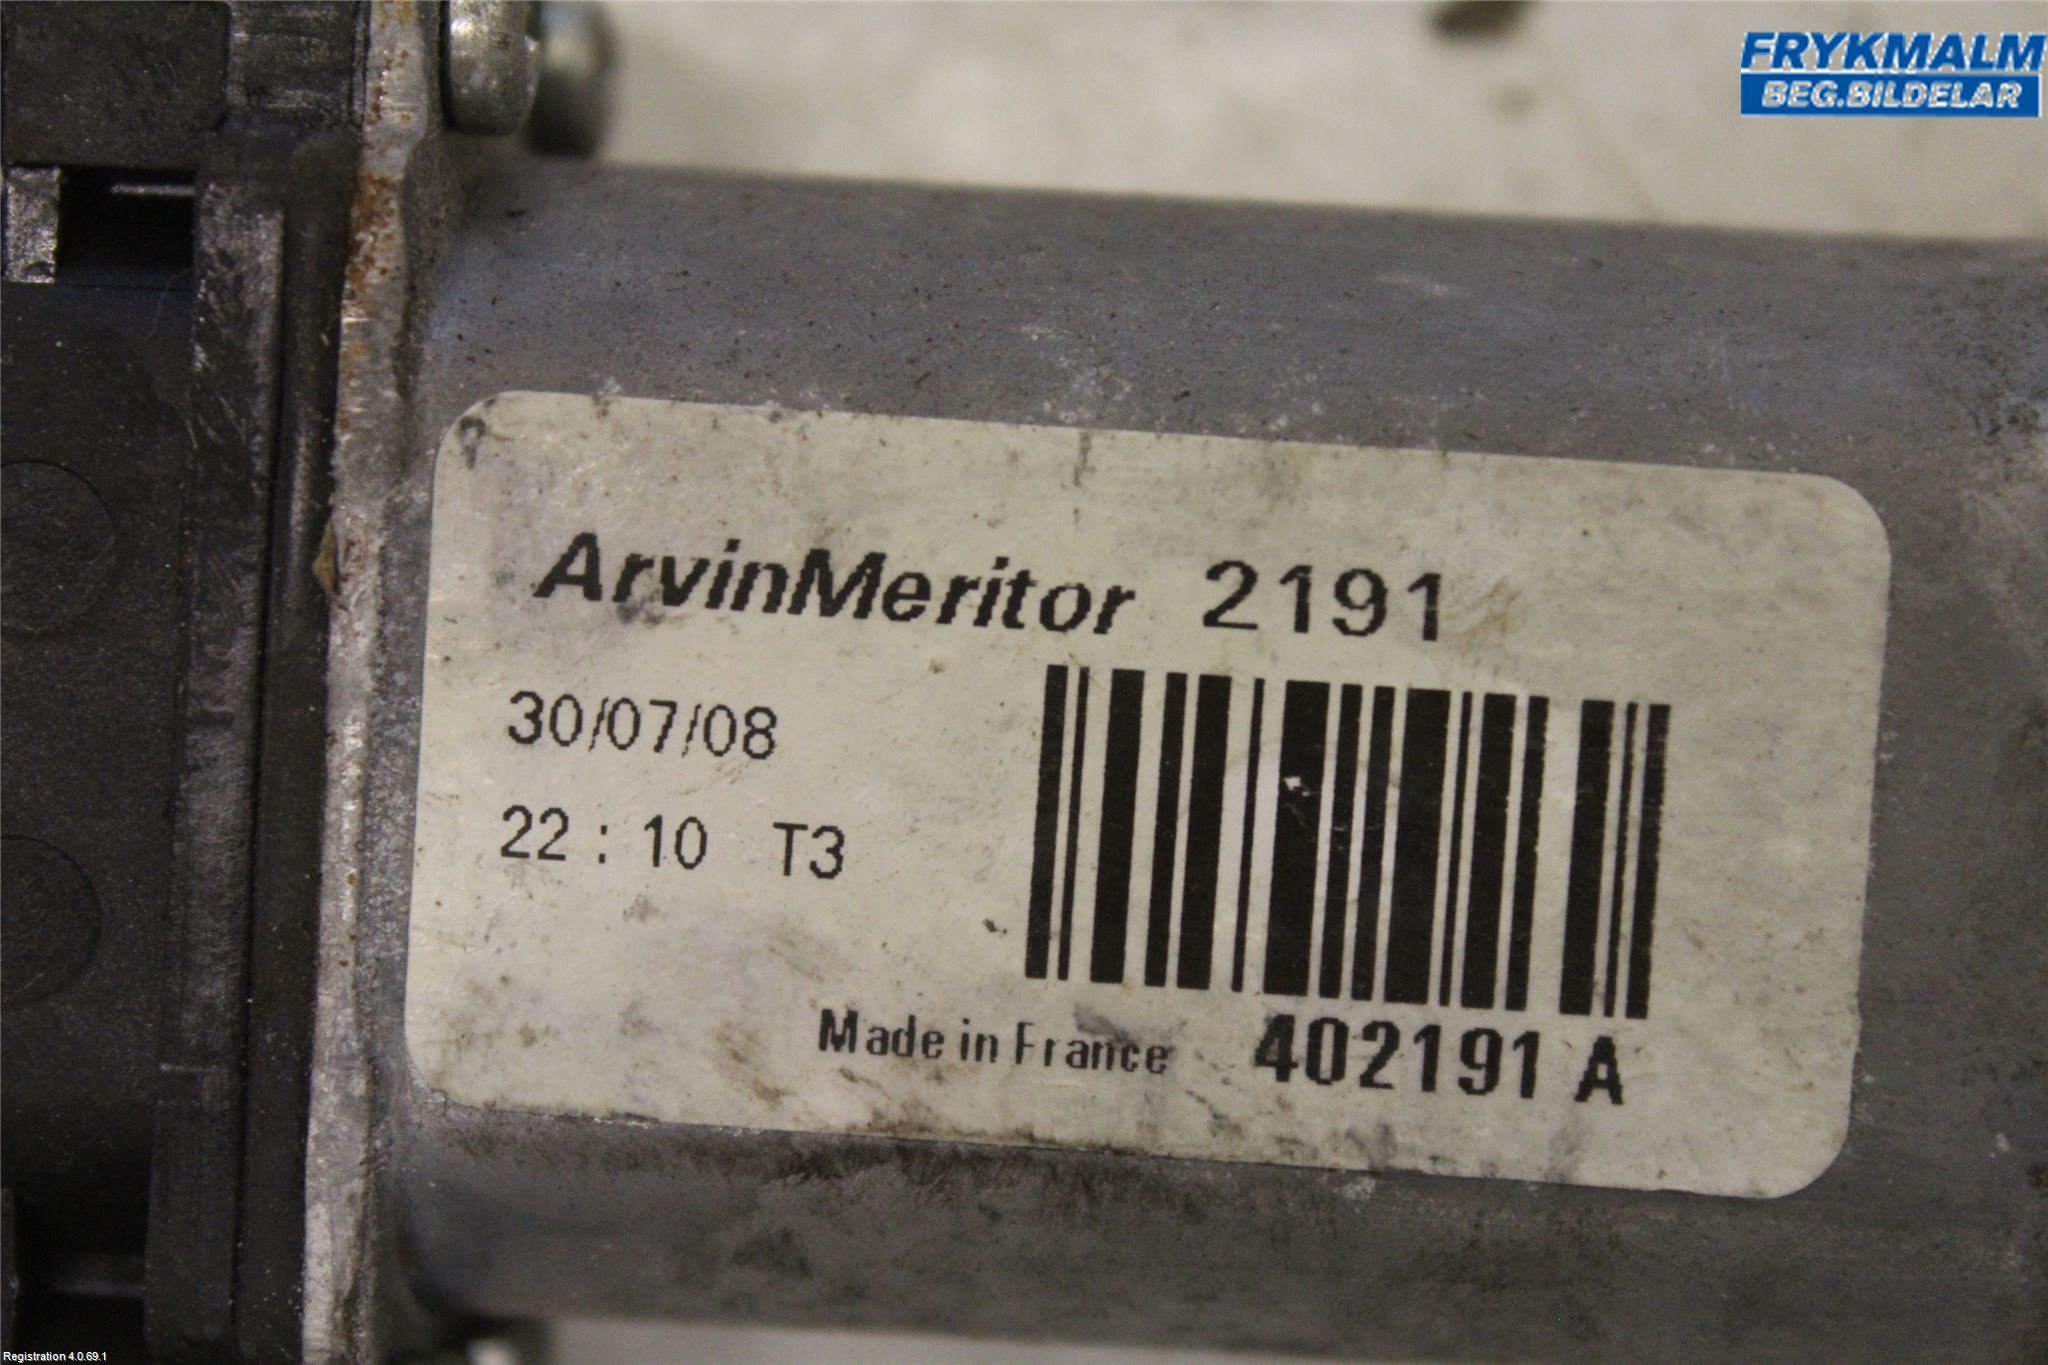 FRYKMALM
BEG.BILDELAR
ArvinMeritor 2191
30/07/08
22 : 10 T3
Made in France 402191 A
Registration 4.0.69.1